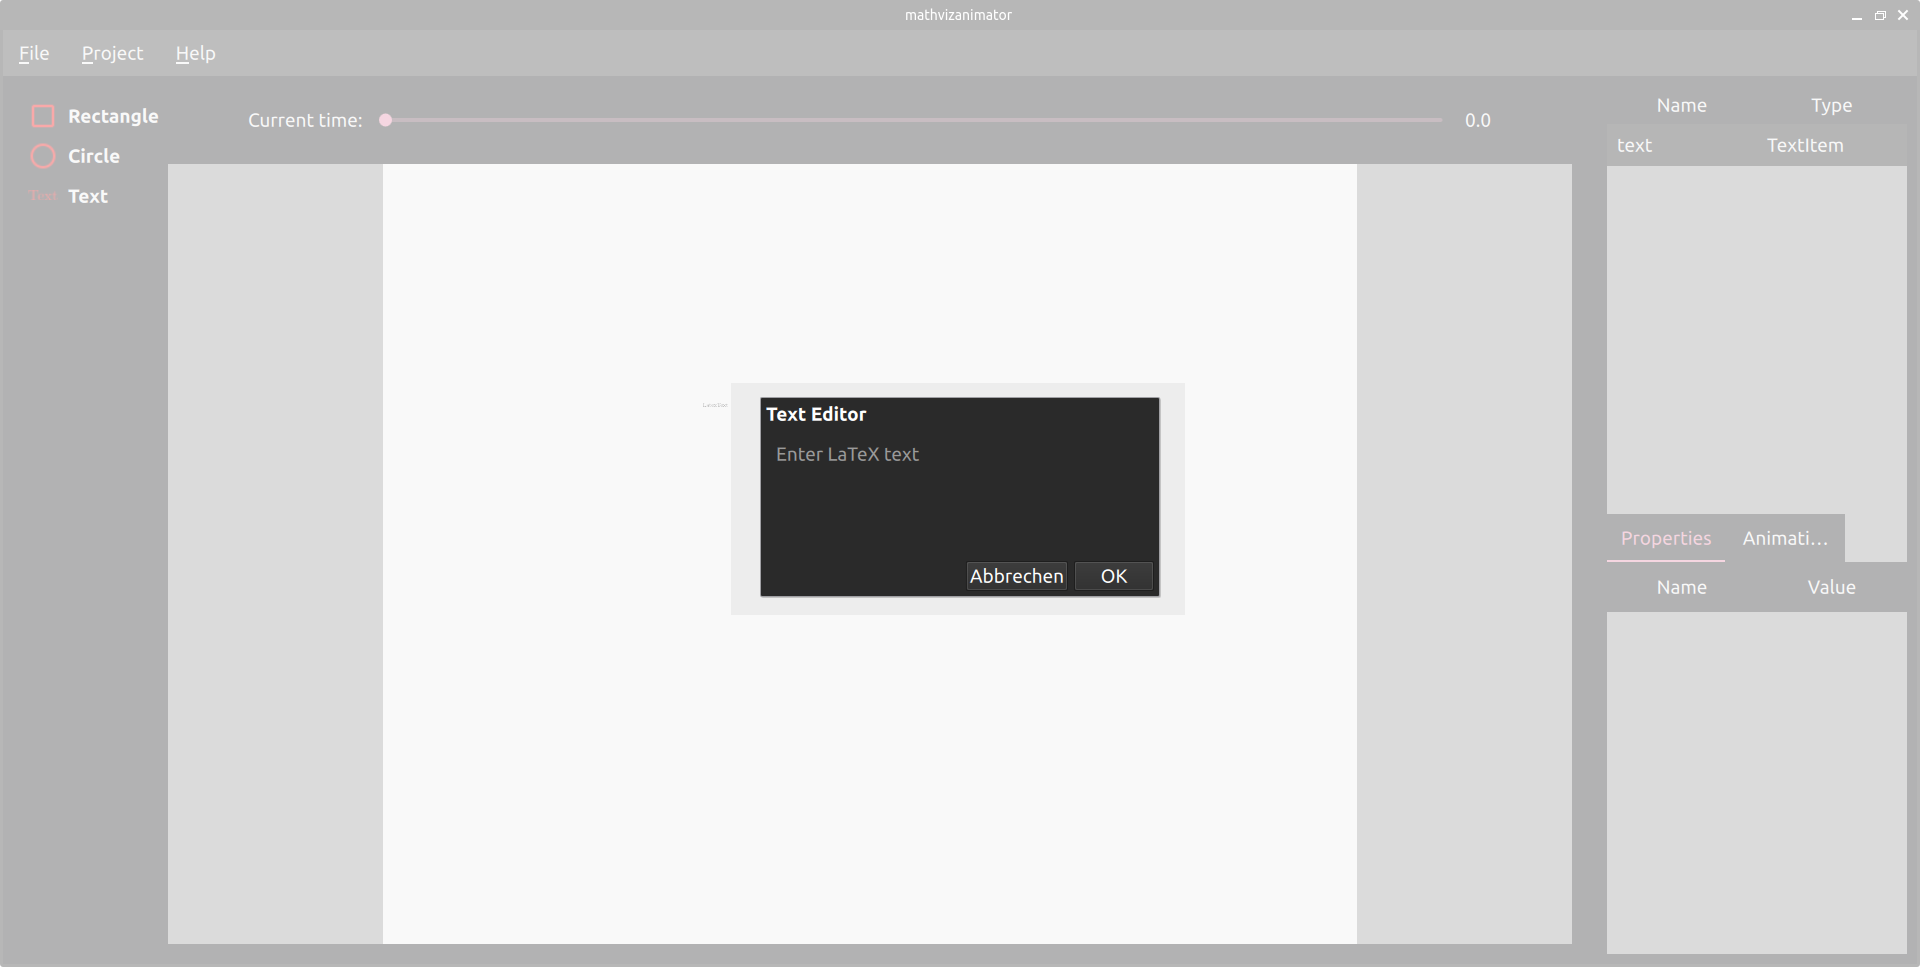 mathvizanimator
File Project Help
Rectangle
Circle
Text Text
Current time: 0.0
Name Type
text TextItem
Text Editor
Enter LaTeX text
Abbrechen OK
Properties Animati...
Name Value